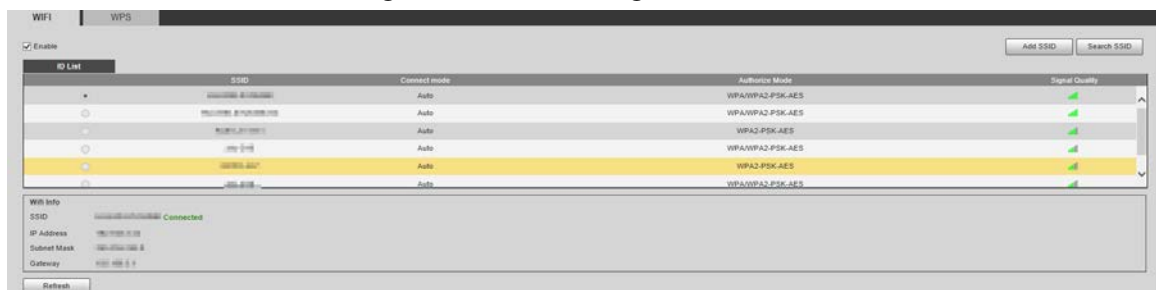 WIFI WPS
Enable
Add SSID Search SSID
ID List
SSID Connect mode Authorize Mode Signal Quality
Auto WPA/WPA2-PSK-AES
Auto WPA/WPA2-PSK-AES
Auto WPA2-PSK-AES
Auto WPA/WPA2-PSK-AES
Auto WPA2-PSK-AES
Auto WPA/WPA2-PSK-AES
Wifi Info
SSID Connected
IP Address
Subnet Mask
Gateway
Refresh